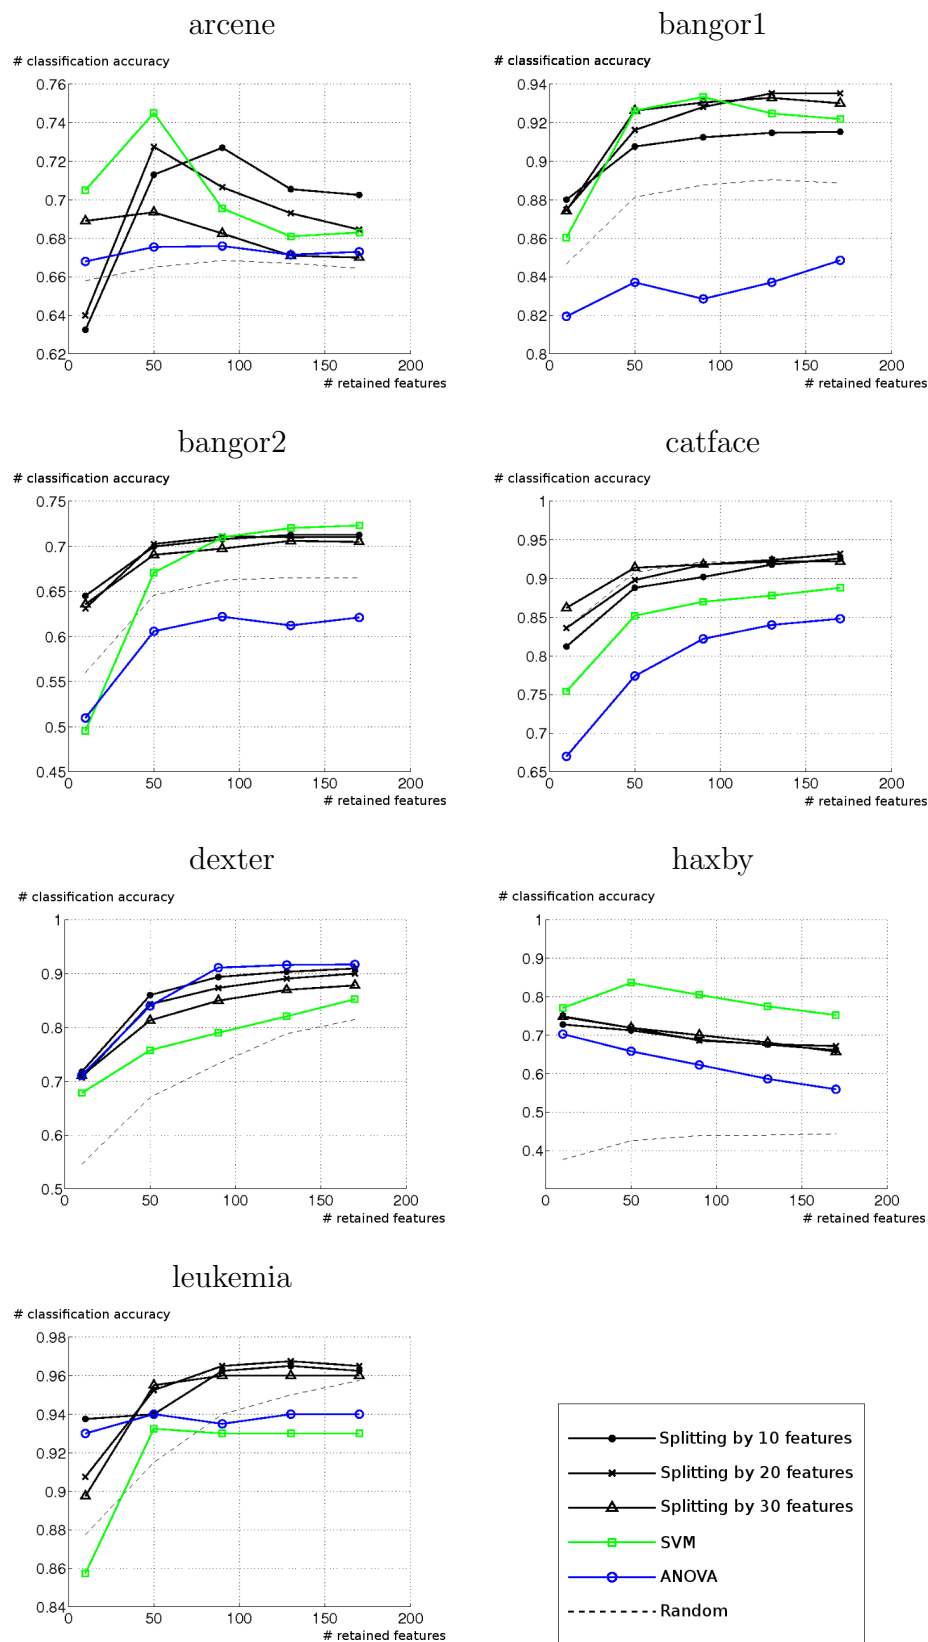 arcene
# classification accuracy
0.76
0.74
0.72
0.7
0.68
0.66
0.64
0.62
0 50 100 150 200
# retained features
bangor1
# classification accuracy
0.94
0.92
0.9
0.88
0.86
0.84
0.82
0.8
0 50 100 150 200
# retained features
bangor2
# classification accuracy
0.75
0.7
0.65
0.6
0.55
0.5
0.45
0 50 100 150 200
# retained features
catface
# classification accuracy
1
0.95
0.9
0.85
0.8
0.75
0.7
0.65
0 50 100 150 200
# retained features
dexter
# classification accuracy
1
0.9
0.8
0.7
0.6
0.5
0 50 100 150 200
# retained features
haxby
# classification accuracy
1
0.9
0.8
0.7
0.6
0.5
0.4
0 50 100 150 200
# retained features
leukemia
# classification accuracy
0.98
0.96
0.94
0.92
0.9
0.88
0.86
0.84
0 50 100 150 200
# retained features
Splitting by 10 features
Splitting by 20 features
Splitting by 30 features
SVM
ANOVA
Random